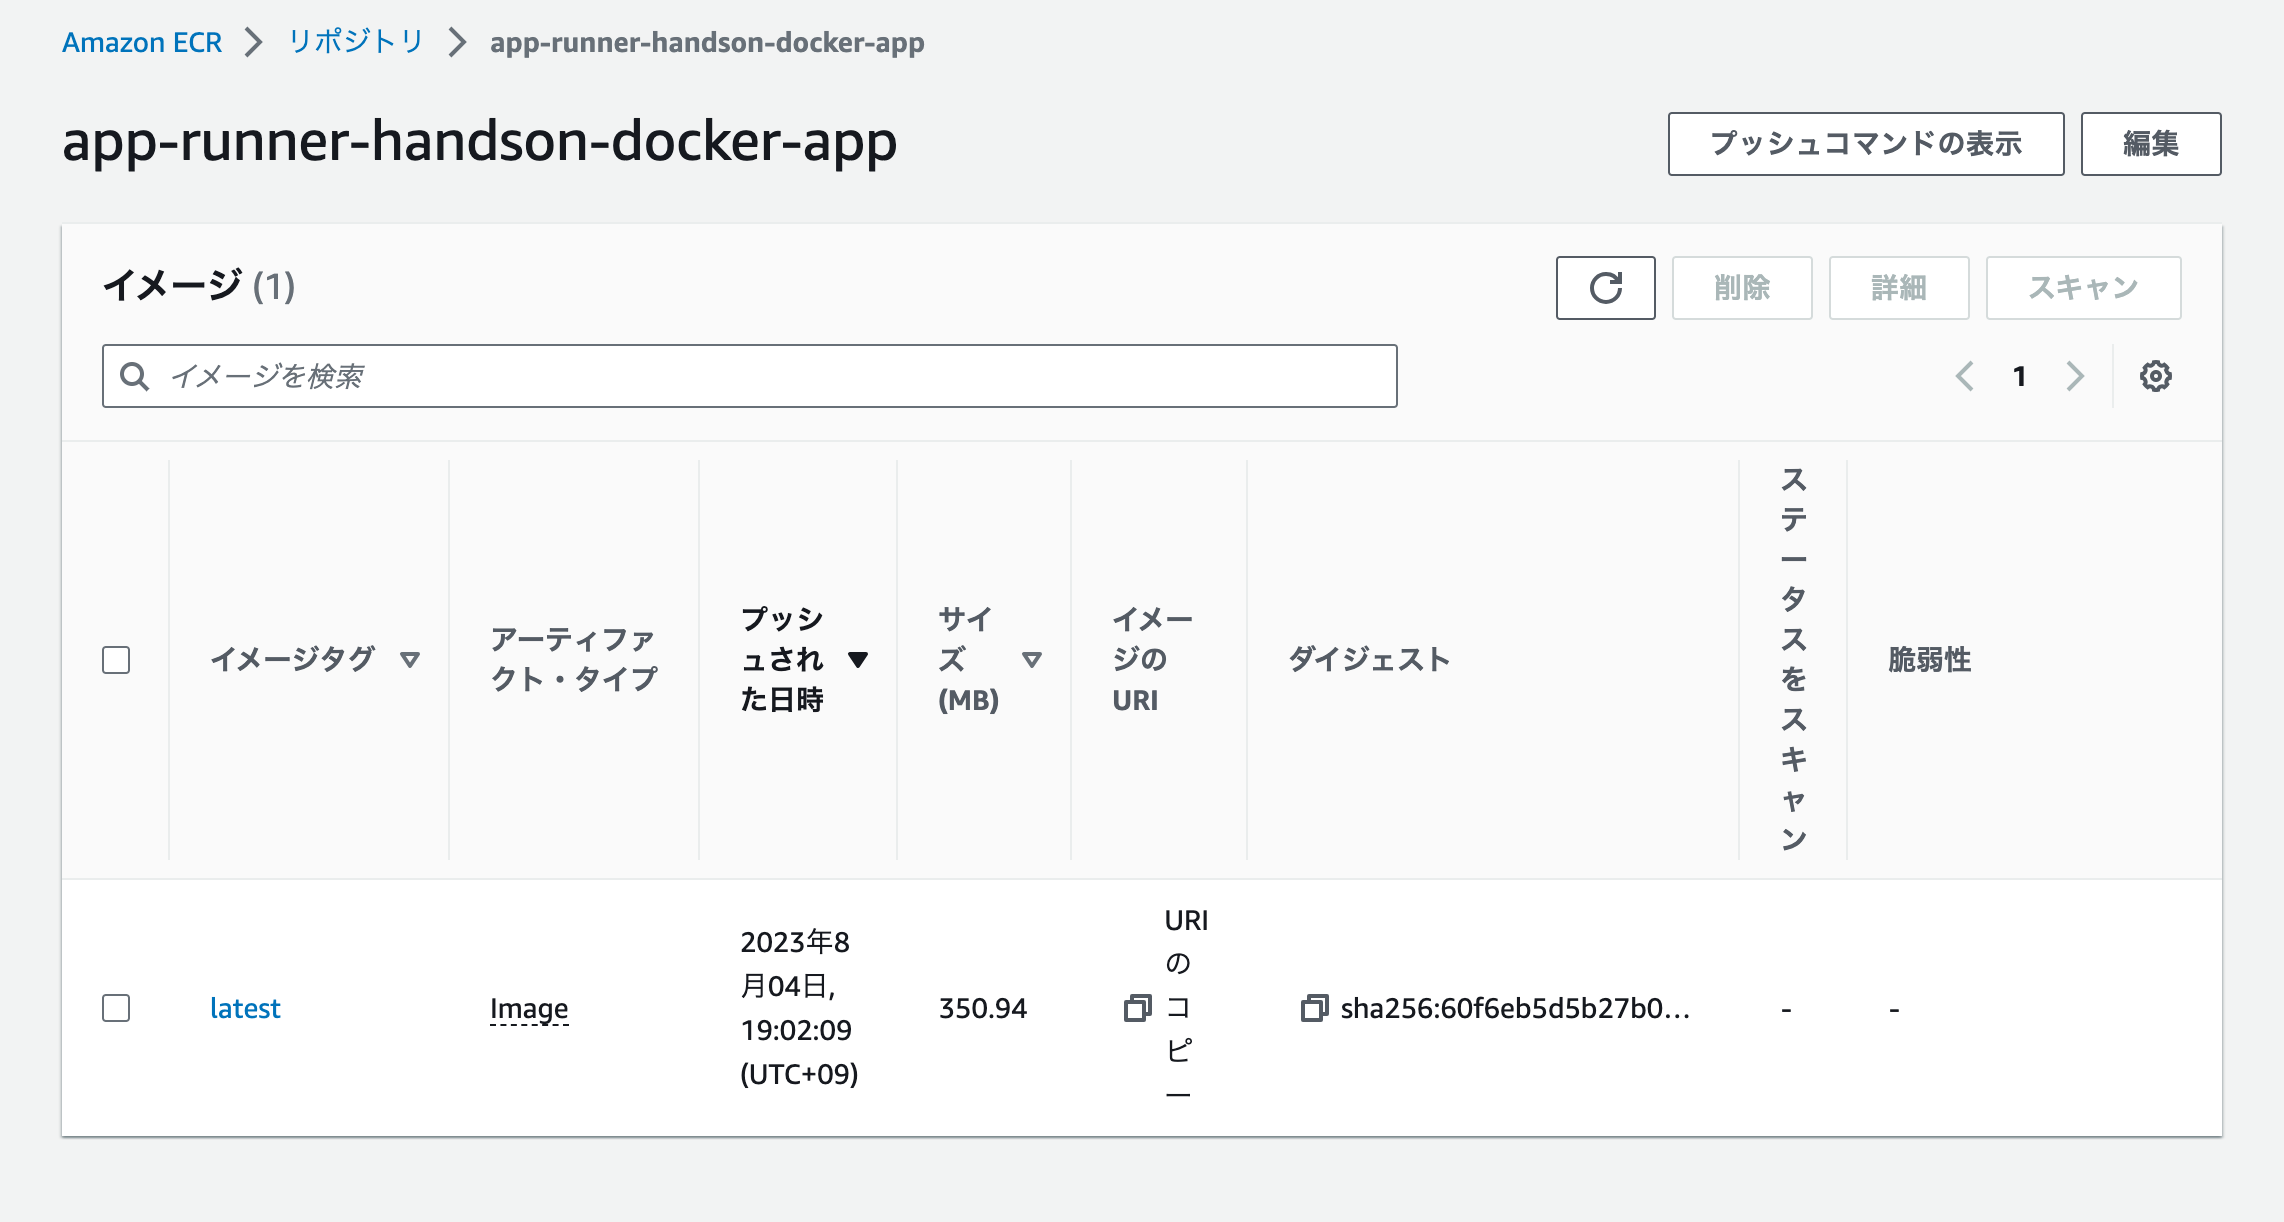 Amazon ECR > リポジトリ > app-runner-handson-docker-app
app-runner-handson-docker-app
プッシュコマンドの表示
編集
イメージ (1)
削除
詳細
スキャン
イメージを検索
1
イメージタグ
アーティファ
クト・タイプ
プッシ
ュされ
た日時
サイ
ズ
(MB)
イメー
ジの
URI
ダイジェスト
ス
テ
ー
タ
ス
を
ス
キ
ャ
ン
脆弱性
latest
Image
2023年8
月04日,
19:02:09
(UTC+09)
350.94
URI
の
コ
ピ
ー
sha256:60f6eb5d5b27b0...
-
-